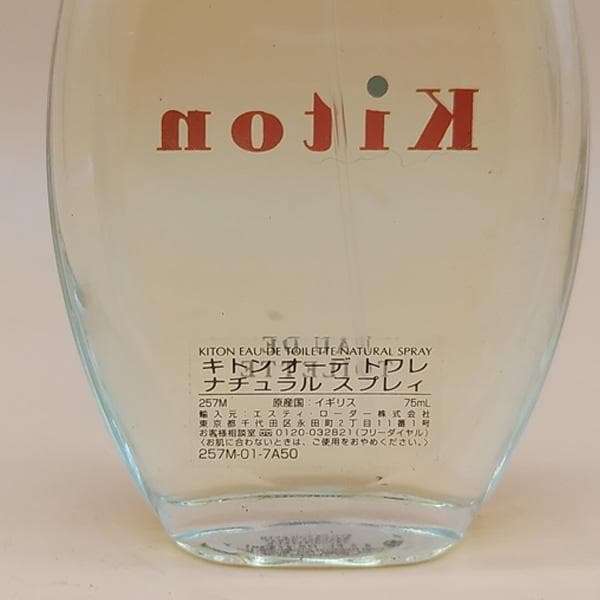 Kiton
EAU DE
TOILETTE
KITON EAU DE TOILETTE NATURAL SPRAY
キトン オー デ トワレ
ナチュラル スプレィ
257M 原産国：イギリス 75mL
輸入元：エスティ・ローダー株式会社
東京都千代田区永田町2丁目11番1号
お客様相談室 0120-032821(フリーダイヤル)
〈お肌に合わないときは、ご使用をおやめください。〉
257M-01-7A50